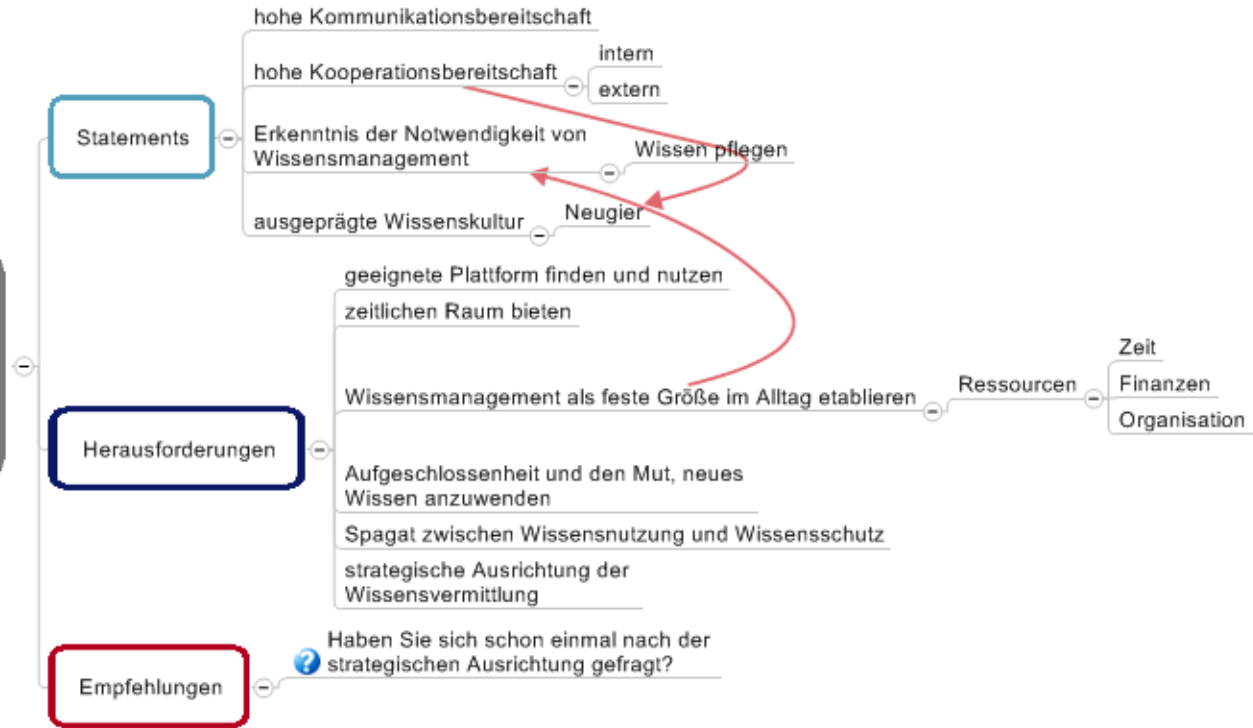 Statements
hohe Kommunikationsbereitschaft
hohe Kooperationsbereitschaft
intern
extern
Erkenntnis der Notwendigkeit von
Wissensmanagement
Wissen pflegen
ausgeprägte Wissenskultur
Neugier
Herausforderungen
geeignete Plattform finden und nutzen
zeitlichen Raum bieten
Wissensmanagement als feste Größe im Alltag etablieren
Ressourcen
Zeit
Finanzen
Organisation
Aufgeschlossenheit und den Mut, neues
Wissen anzuwenden
Spagat zwischen Wissensnutzung und Wissensschutz
strategische Ausrichtung der
Wissensvermittlung
Empfehlungen
Haben Sie sich schon einmal nach der
strategischen Ausrichtung gefragt?